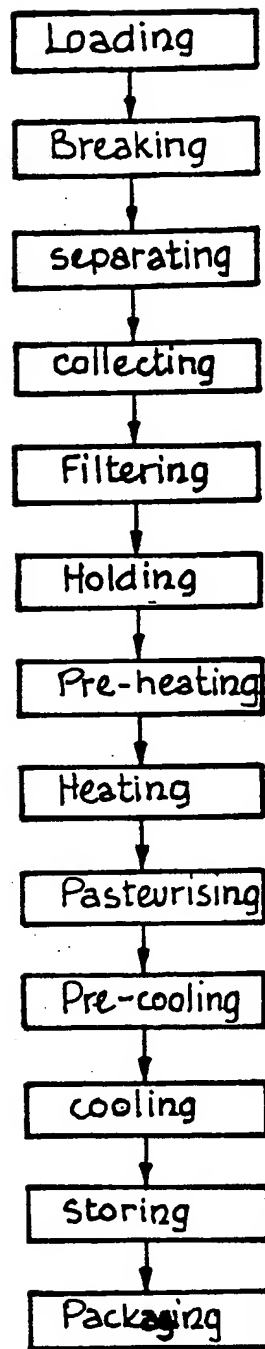 Loading
Breaking
separating
collecting
Filtering
Holding
Pre-heating
Heating
Pasteurising
Pre-cooling
cooling
storing
Packaging